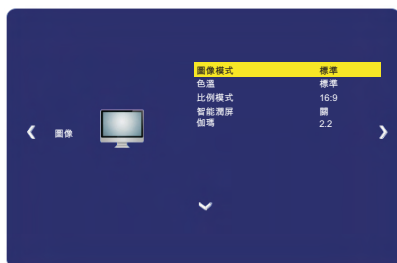 圖像
圖像模式 標準
色溫 標準
比例模式 16:9
智能潤屏 關
伽瑪 2.2